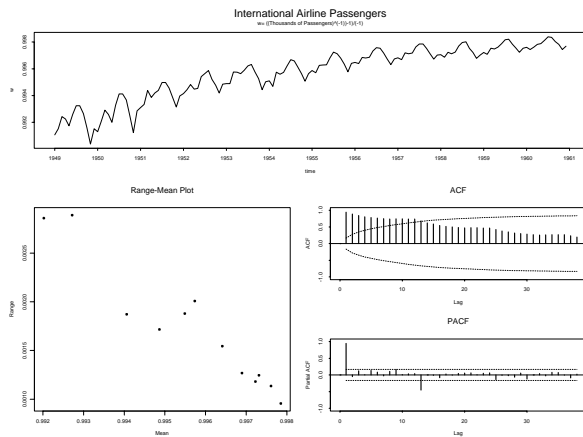 International Airline Passengers
w= ((Thousands of Passengers)^(-1))-1)/(-1)
w
0.998
0.996
0.994
0.992
1949 1950 1951 1952 1953 1954 1955 1956 1957 1958 1959 1960 1961
time
Range-Mean Plot
Range
0.0025
0.0020
0.0015
0.0010
0.992 0.993 0.994 0.995 0.996 0.997 0.998
Mean
ACF
ACF
1.0
0.5
0.0
-1.0
0 10 20 30
Lag
PACF
Partial ACF
1.0
0.5
0.0
-1.0
0 10 20 30
Lag